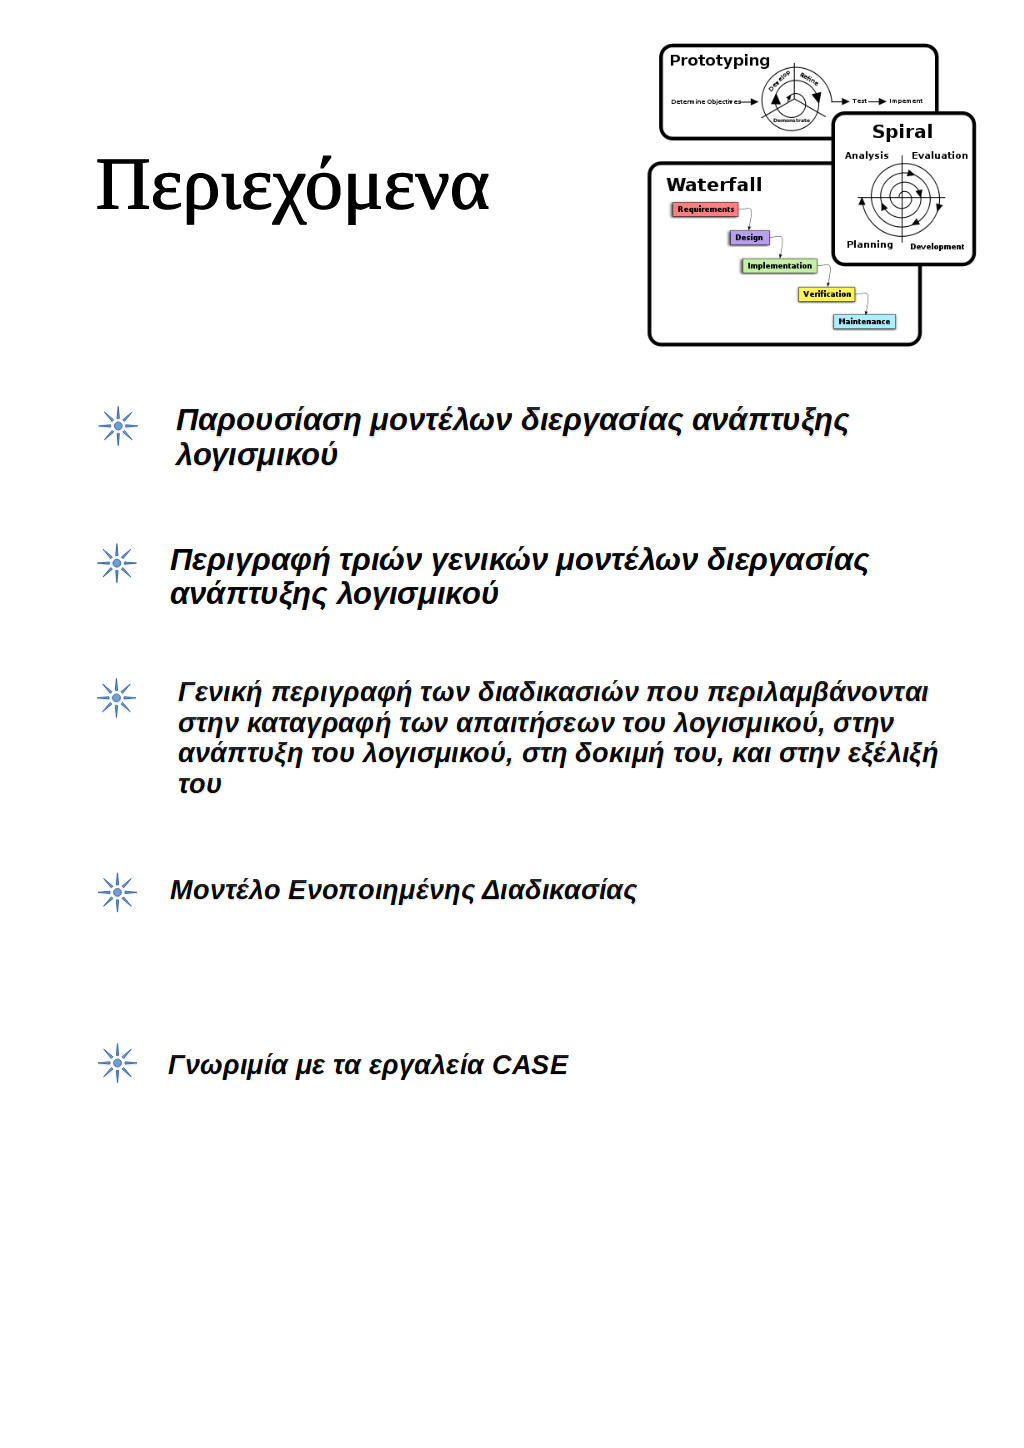 Prototyping
Develop
Refine
Determine Objectives
Test
Impement
Demonstrate
Spiral
Analysis
Evaluation
Planning
Development
Περιεχόμενα
Waterfall
Requirements
Design
Implementation
Verification
Maintenance
Παρουσίαση μοντέλων διεργασίας ανάπτυξης
λογισμικού
Περιγραφή τριών γενικών μοντέλων διεργασίας
ανάπτυξης λογισμικού
Γενική περιγραφή των διαδικασιών που περιλαμβάνονται
στην καταγραφή των απαιτήσεων του λογισμικού, στην
ανάπτυξη του λογισμικού, στη δοκιμή του, και στην εξέλιξή
του
Μοντέλο Ενοποιημένης Διαδικασίας
Γνωριμία με τα εργαλεία CASE